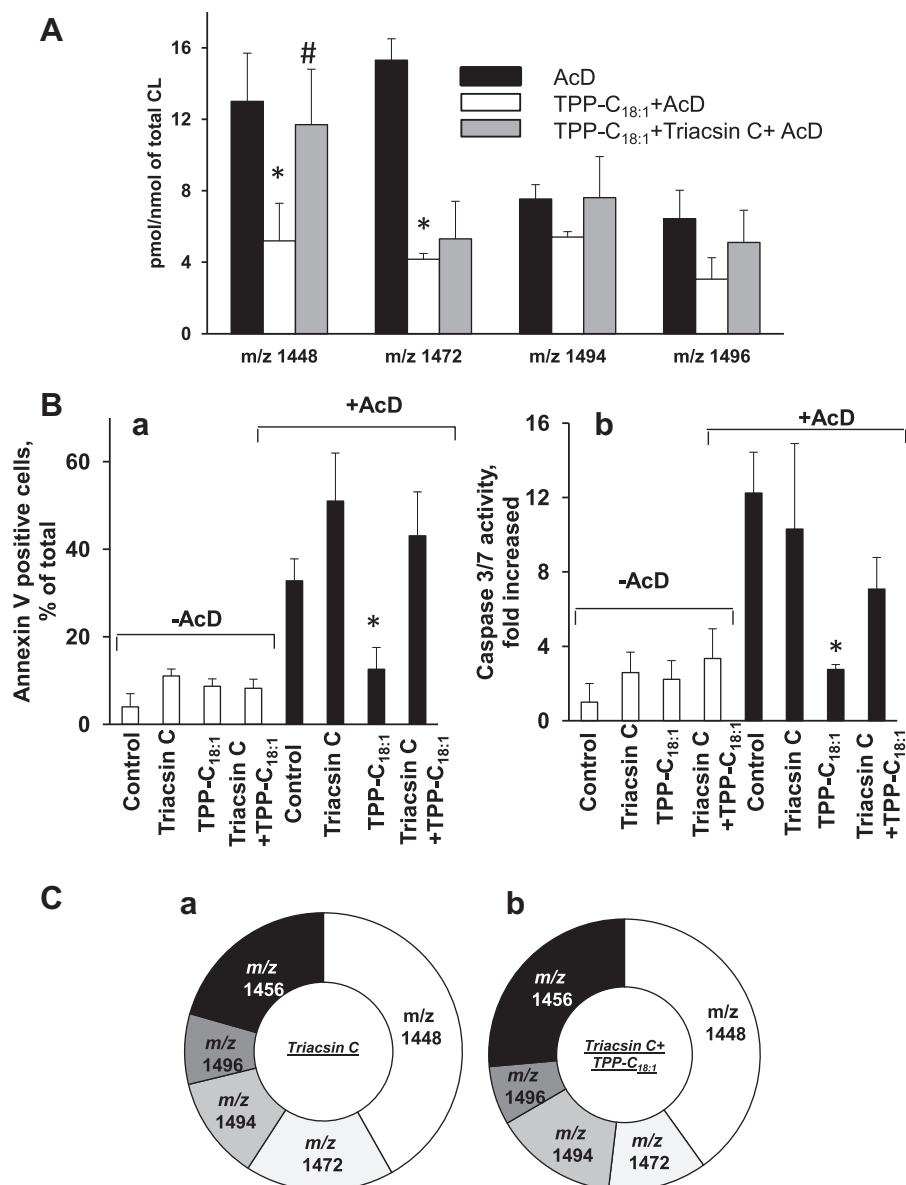 A
pmol/nmol of total CL
16
12
8
4
0
#
*
*
AcD
TPP-C18:1+AcD
TPP-C18:1+Triacsin C+ AcD
m/z 1448
m/z 1472
m/z 1494
m/z 1496
B
a
+AcD
Annexin V positive cells,
% of total
60
40
20
0
-AcD
*
Control
Triacsin C
TPP-C18:1
Triacsin C
+TPP-C18:1
Control
Triacsin C
TPP-C18:1
Triacsin C
+TPP-C18:1
b
+AcD
Caspase 3/7 activity,
fold increased
16
12
8
4
0
-AcD
*
Control
Triacsin C
TPP-C18:1
Triacsin C
+TPP-C18:1
Control
Triacsin C
TPP-C18:1
Triacsin C
+TPP-C18:1
C
a
m/z
1456
m/z
1448
m/z
1496
m/z
1494
m/z
1472
Triacsin C
b
m/z
1456
m/z
1448
m/z
1496
m/z
1494
m/z
1472
Triacsin C+
TPP-C18:1